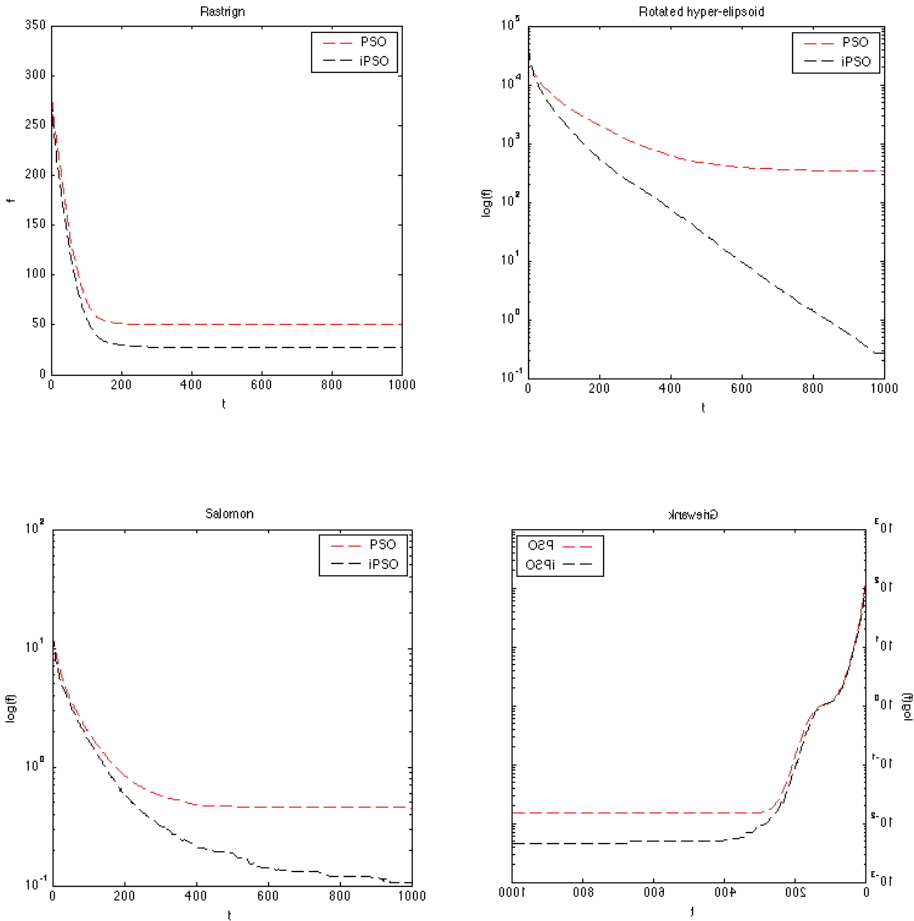 Rastrign
350
300
250
200
150
100
50
0
f
PSO
iPSO
0 200 400 600 800 1000
t
Rotated hyper-elipsoid
10^5
10^4
10^3
10^2
10^1
10^0
10^-1
log(f)
PSO
iPSO
0 200 400 600 800 1000
t
Salomon
10^2
10^1
10^0
10^-1
log(f)
PSO
iPSO
0 200 400 600 800 1000
t
Griewank
PSO
iPSO
10^3
10^2
10^1
10^0
10^-1
10^-2
10^-3
log(f)
1000 800 600 400 200 0
t